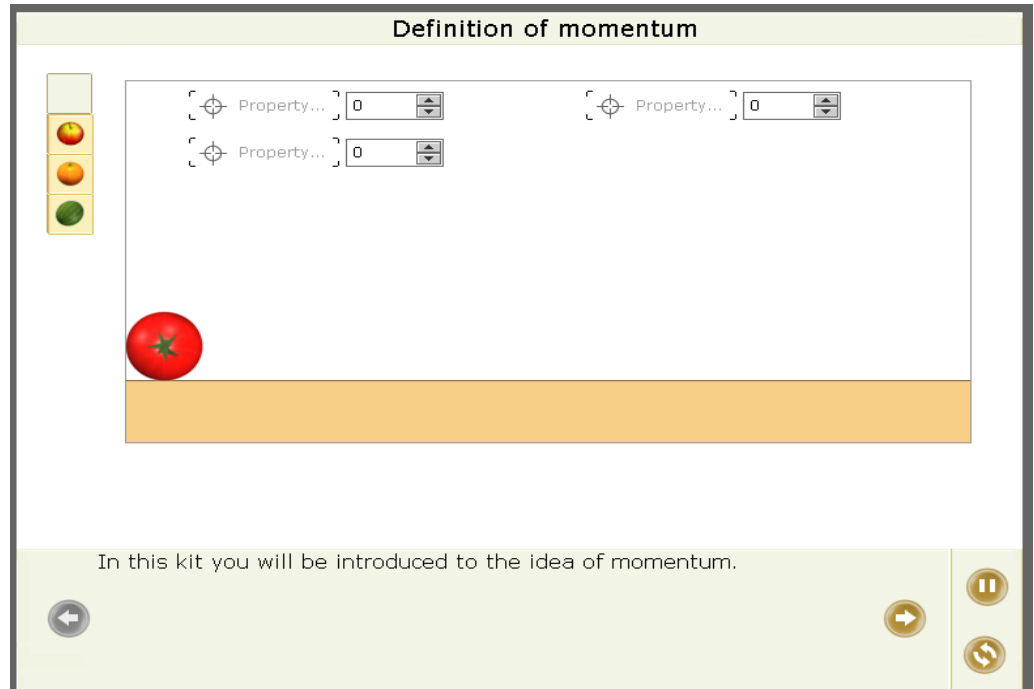 Definition of momentum
Property... 0 Property... 0
Property... 0
In this kit you will be introduced to the idea of momentum.